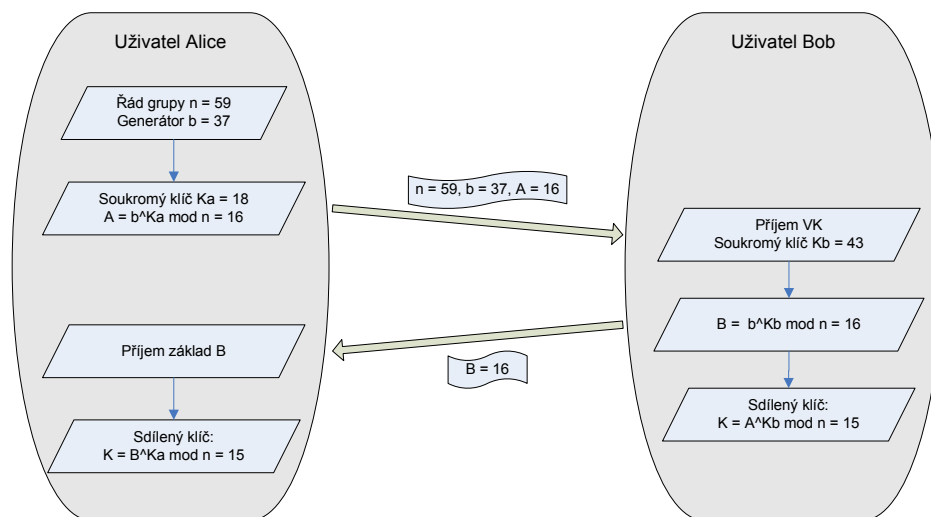 Uživatel Alice
Řád grupy n = 59
Generátor b = 37
Soukromý klíč Ka = 18
A = b^Ka mod n = 16
n = 59, b = 37, A = 16
Uživatel Bob
Příjem VK
Soukromý klíč Kb = 43
B = b^Kb mod n = 16
B = 16
Příjem základ B
Sdílený klíč:
K = B^Ka mod n = 15
Sdílený klíč:
K = A^Kb mod n = 15